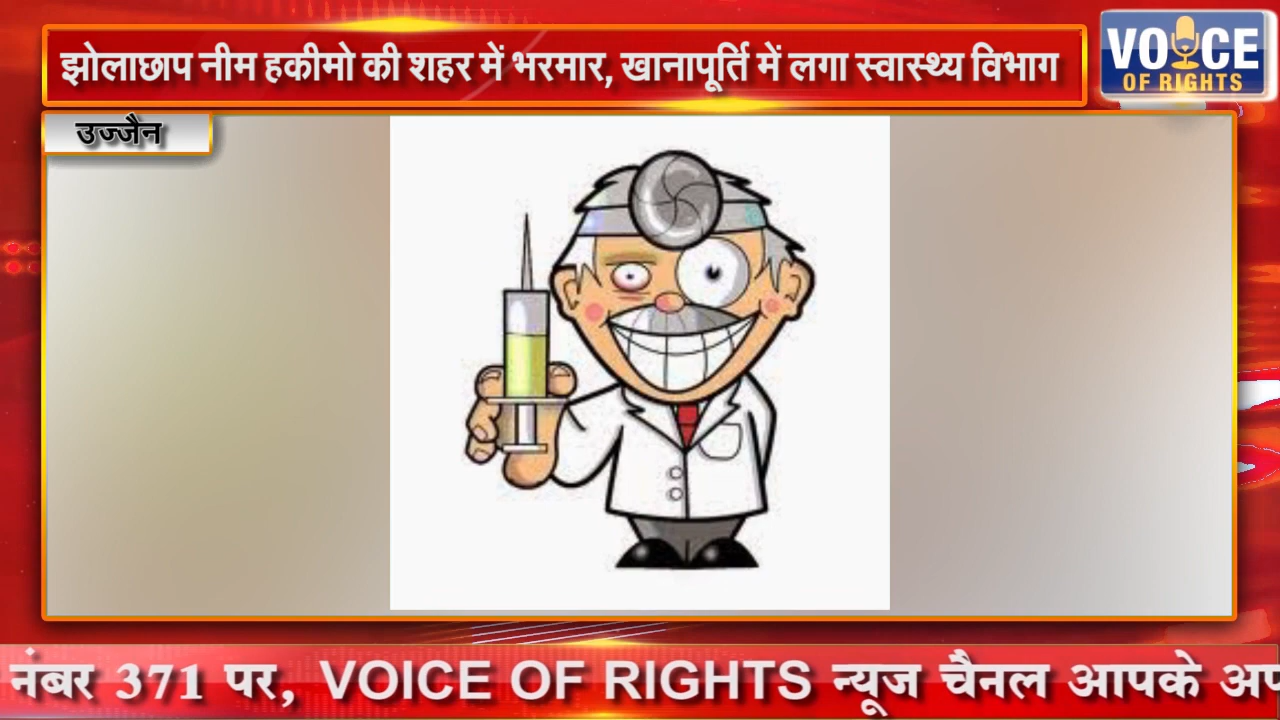 झोलाछाप नीम हकीमो की शहर में भरमार, खानापूर्ति में लगा स्वास्थ्य विभाग
VOICE
OF RIGHTS
उज्जैन
नंबर 371 पर, VOICE OF RIGHTS न्यूज चैनल आपके